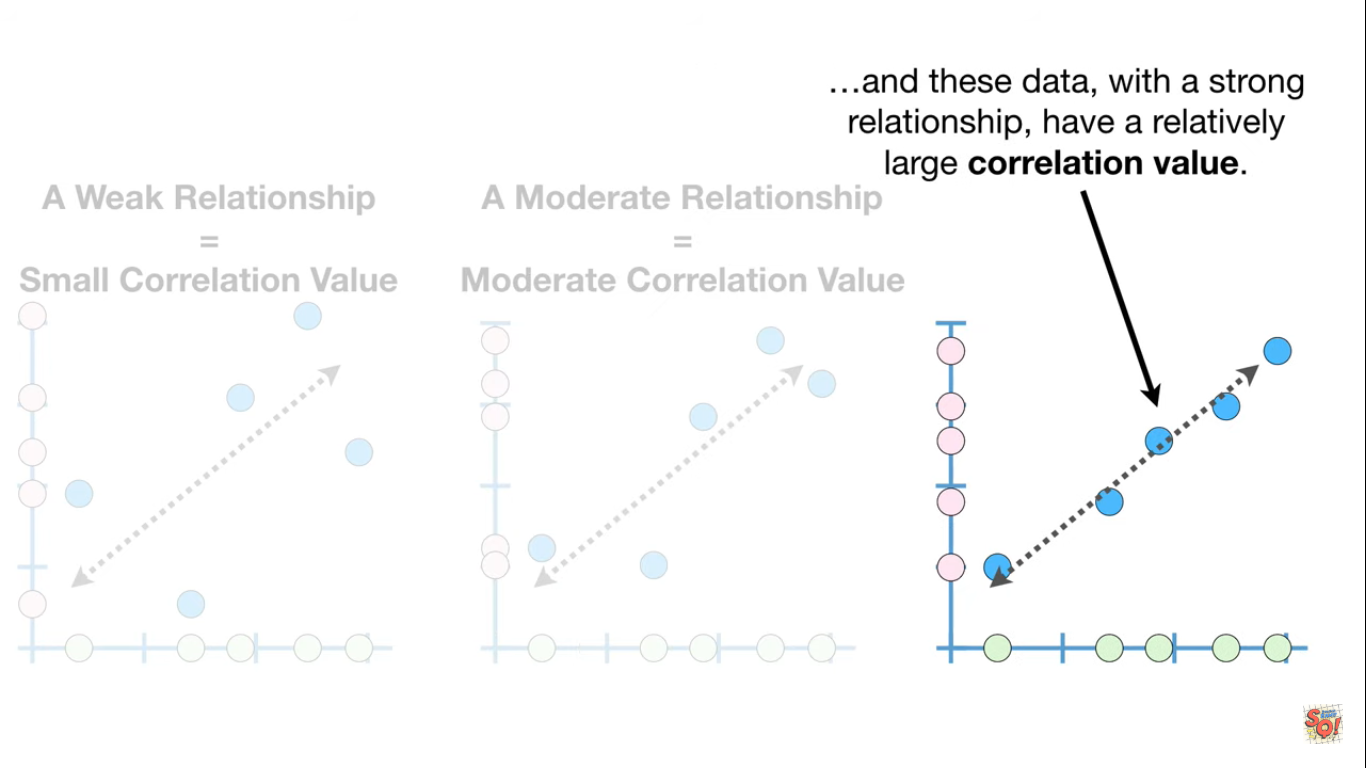 …and these data, with a strong
relationship, have a relatively
large correlation value.
A Weak Relationship
=
Small Correlation Value
A Moderate Relationship
=
Moderate Correlation Value
SQ!